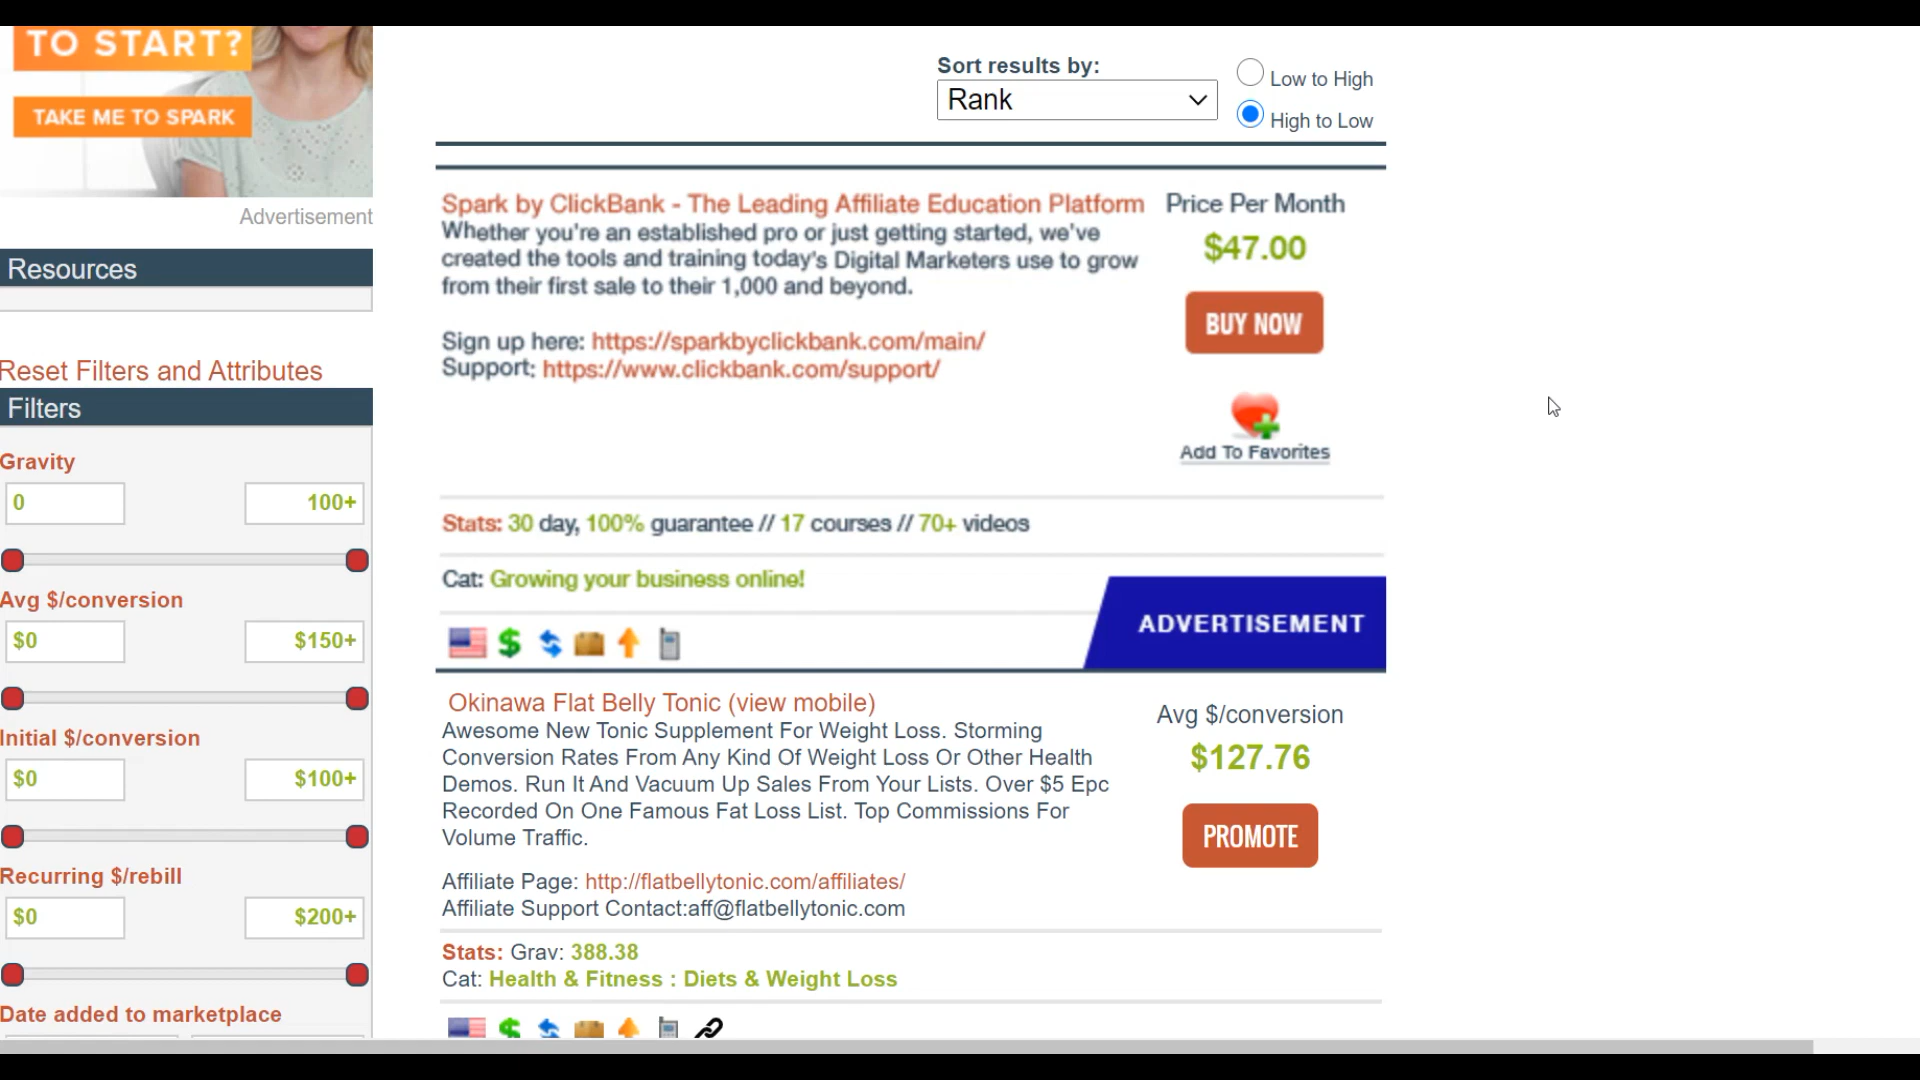 TO START?
TAKE ME TO SPARK
Advertisement
Resources
Reset Filters and Attributes
Filters
Gravity
0 100+
Avg $/conversion
$0 $150+
Initial $/conversion
$0 $100+
Recurring $/rebill
$0 $200+
Date added to marketplace
Sort results by:
Rank
Low to High
High to Low
Spark by ClickBank - The Leading Affiliate Education Platform
Whether you're an established pro or just getting started, we've
created the tools and training today's Digital Marketers use to grow
from their first sale to their 1,000 and beyond.
Sign up here: https://sparkbyclickbank.com/main/
Support: https://www.clickbank.com/support/
Price Per Month
$47.00
BUY NOW
Add To Favorites
Stats: 30 day, 100% guarantee // 17 courses // 70+ videos
Cat: Growing your business online!
ADVERTISEMENT
Okinawa Flat Belly Tonic (view mobile)
Awesome New Tonic Supplement For Weight Loss. Storming
Conversion Rates From Any Kind Of Weight Loss Or Other Health
Demos. Run It And Vacuum Up Sales From Your Lists. Over $5 Epc
Recorded On One Famous Fat Loss List. Top Commissions For
Volume Traffic.
Affiliate Page: http://flatbellytonic.com/affiliates/
Affiliate Support Contact:aff@flatbellytonic.com
Avg $/conversion
$127.76
PROMOTE
Stats: Grav: 388.38
Cat: Health & Fitness : Diets & Weight Loss